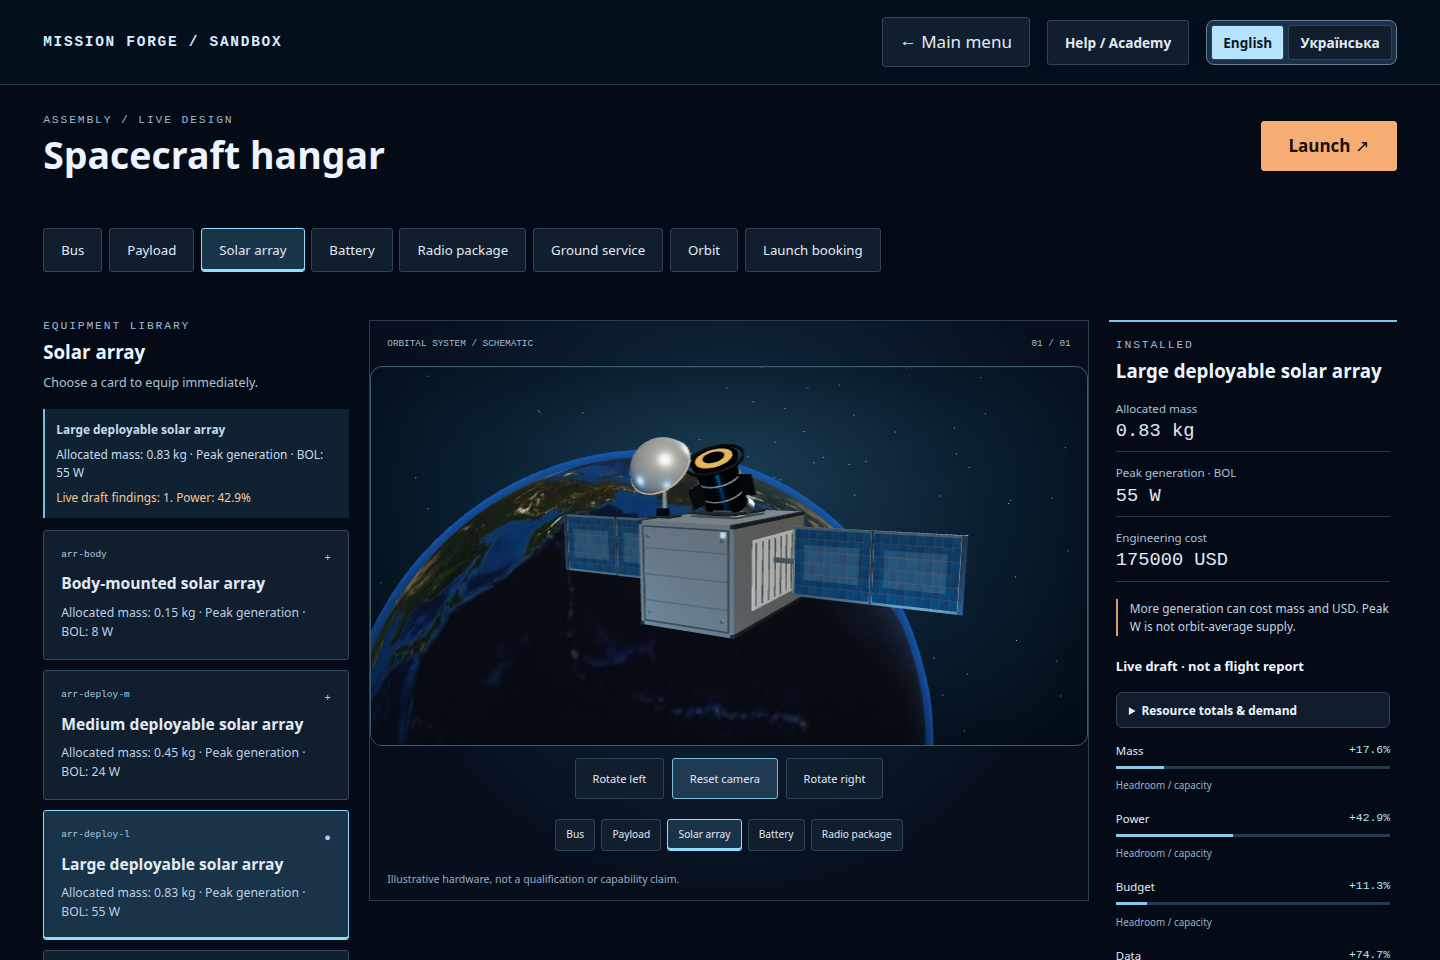 MISSION FORGE / SANDBOX
← Main menu
Help / Academy
English
Українська
ASSEMBLY / LIVE DESIGN
Spacecraft hangar
Launch ↗
Bus
Payload
Solar array
Battery
Radio package
Ground service
Orbit
Launch booking
EQUIPMENT LIBRARY
Solar array
Choose a card to equip immediately.
Large deployable solar array
Allocated mass: 0.83 kg · Peak generation · BOL:
55 W
Live draft findings: 1. Power: 42.9%
arr-body
+
Body-mounted solar array
Allocated mass: 0.15 kg · Peak generation ·
BOL: 8 W
arr-deploy-m
+
Medium deployable solar array
Allocated mass: 0.45 kg · Peak generation ·
BOL: 24 W
arr-deploy-l
●
Large deployable solar array
Allocated mass: 0.83 kg · Peak generation ·
BOL: 55 W
ORBITAL SYSTEM / SCHEMATIC
01 / 01
Rotate left
Reset camera
Rotate right
Bus
Payload
Solar array
Battery
Radio package
Illustrative hardware, not a qualification or capability claim.
INSTALLED
Large deployable solar array
Allocated mass
0.83 kg
Peak generation · BOL
55 W
Engineering cost
175000 USD
More generation can cost mass and USD. Peak
W is not orbit-average supply.
Live draft · not a flight report
▶ Resource totals & demand
Mass
+17.6%
Headroom / capacity
Power
+42.9%
Headroom / capacity
Budget
+11.3%
Headroom / capacity
Data
+74.7%